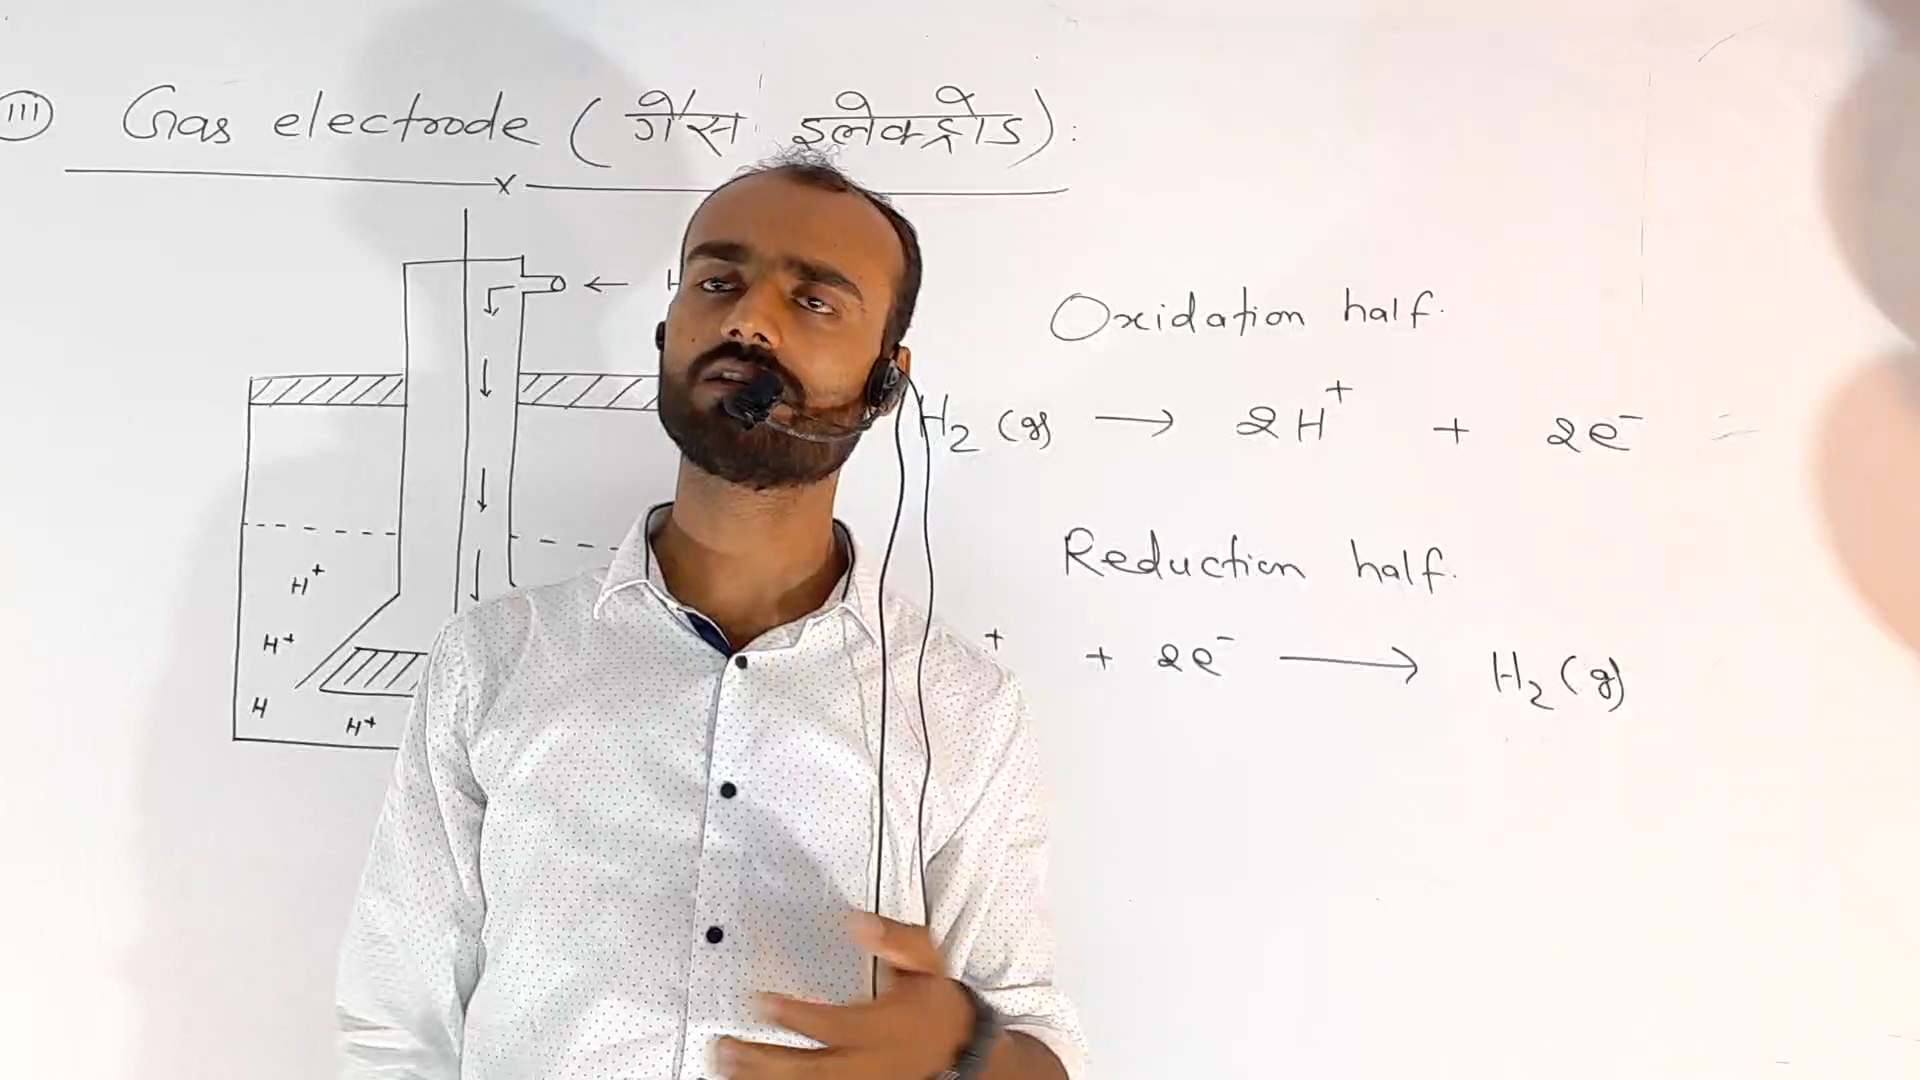 (III) Gas electrode (गैस इलेक्ट्रोड):
x
←
Oxidation half.
H₂ (g) → 2H⁺ + 2e⁻
Reduction half.
⁺ + 2e⁻ → H₂ (g)
H⁺
H⁺
H
H⁺